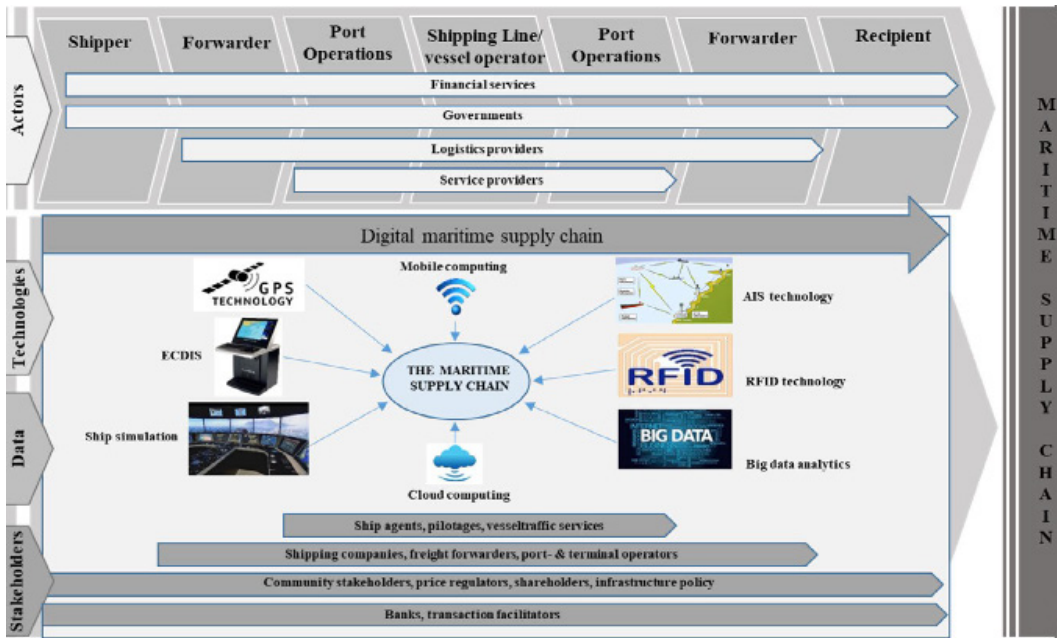 Actors
Shipper
Forwarder
Port
Operations
Shipping Line/
vessel operator
Port
Operations
Forwarder
Recipient
Financial services
Governments
Logistics providers
Service providers
Technologies
Data
Stakeholders
Digital maritime supply chain
GPS
TECHNOLOGY
Mobile computing
AIS technology
ECDIS
THE MARITIME
SUPPLY CHAIN
RFID
RFID technology
Ship simulation
BIG DATA
Big data analytics
Cloud computing
Ship agents, pilotages, vesseltraffic services
Shipping companies, freight forwarders, port- & terminal operators
Community stakeholders, price regulators, shareholders, infrastructure policy
Banks, transaction facilitators
MARITIME SUPPLY CHAIN